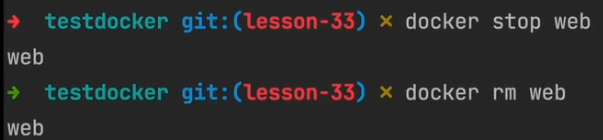 → testdocker git:(lesson-33) ✗ docker stop web
web
→ testdocker git:(lesson-33) ✗ docker rm web
web